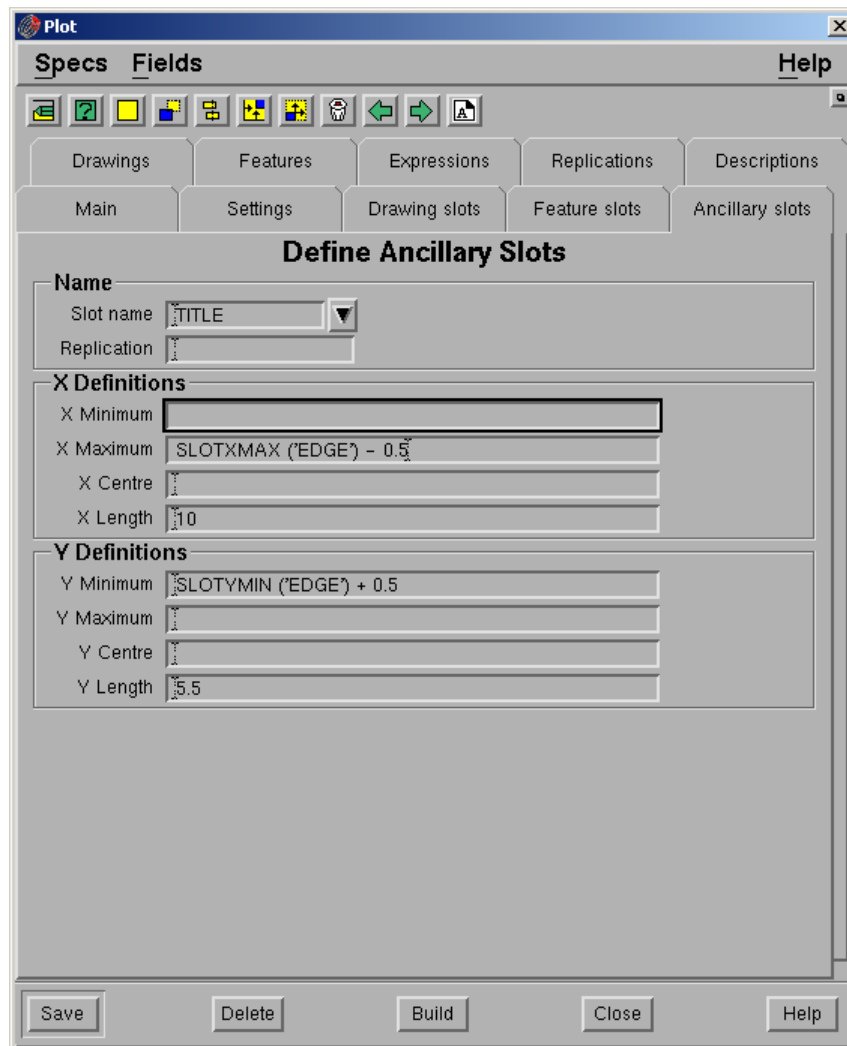 Plot
Specs Fields Help
Drawings Features Expressions Replications Descriptions
Main Settings Drawing slots Feature slots Ancillary slots
Define Ancillary Slots
Name
Slot name TITLE
Replication
X Definitions
X Minimum
X Maximum SLOTXMAX ('EDGE') - 0.5
X Centre
X Length 10
Y Definitions
Y Minimum SLOTYMIN ('EDGE') + 0.5
Y Maximum
Y Centre
Y Length 5.5
Save Delete Build Close Help